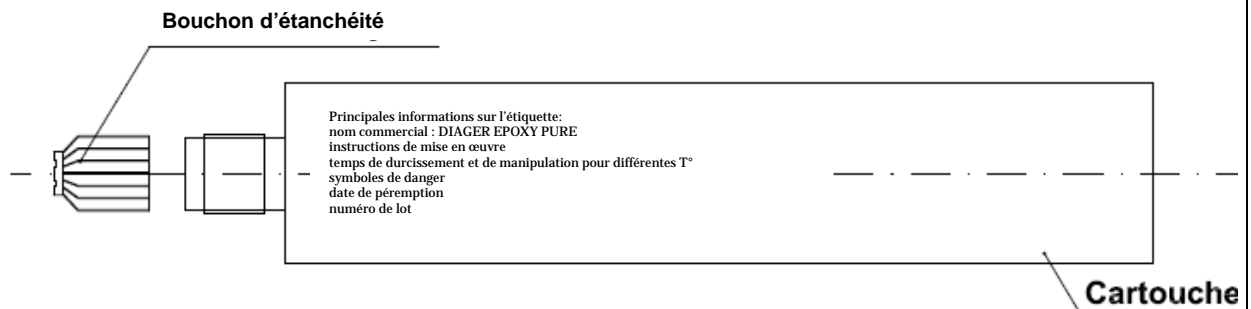 Bouchon d'étanchéité
Principales informations sur l'étiquette:
nom commercial : DIAGER EPOXY PURE
instructions de mise en œuvre
temps de durcissement et de manipulation pour différentes T°
symboles de danger
date de péremption
numéro de lot
Cartouche